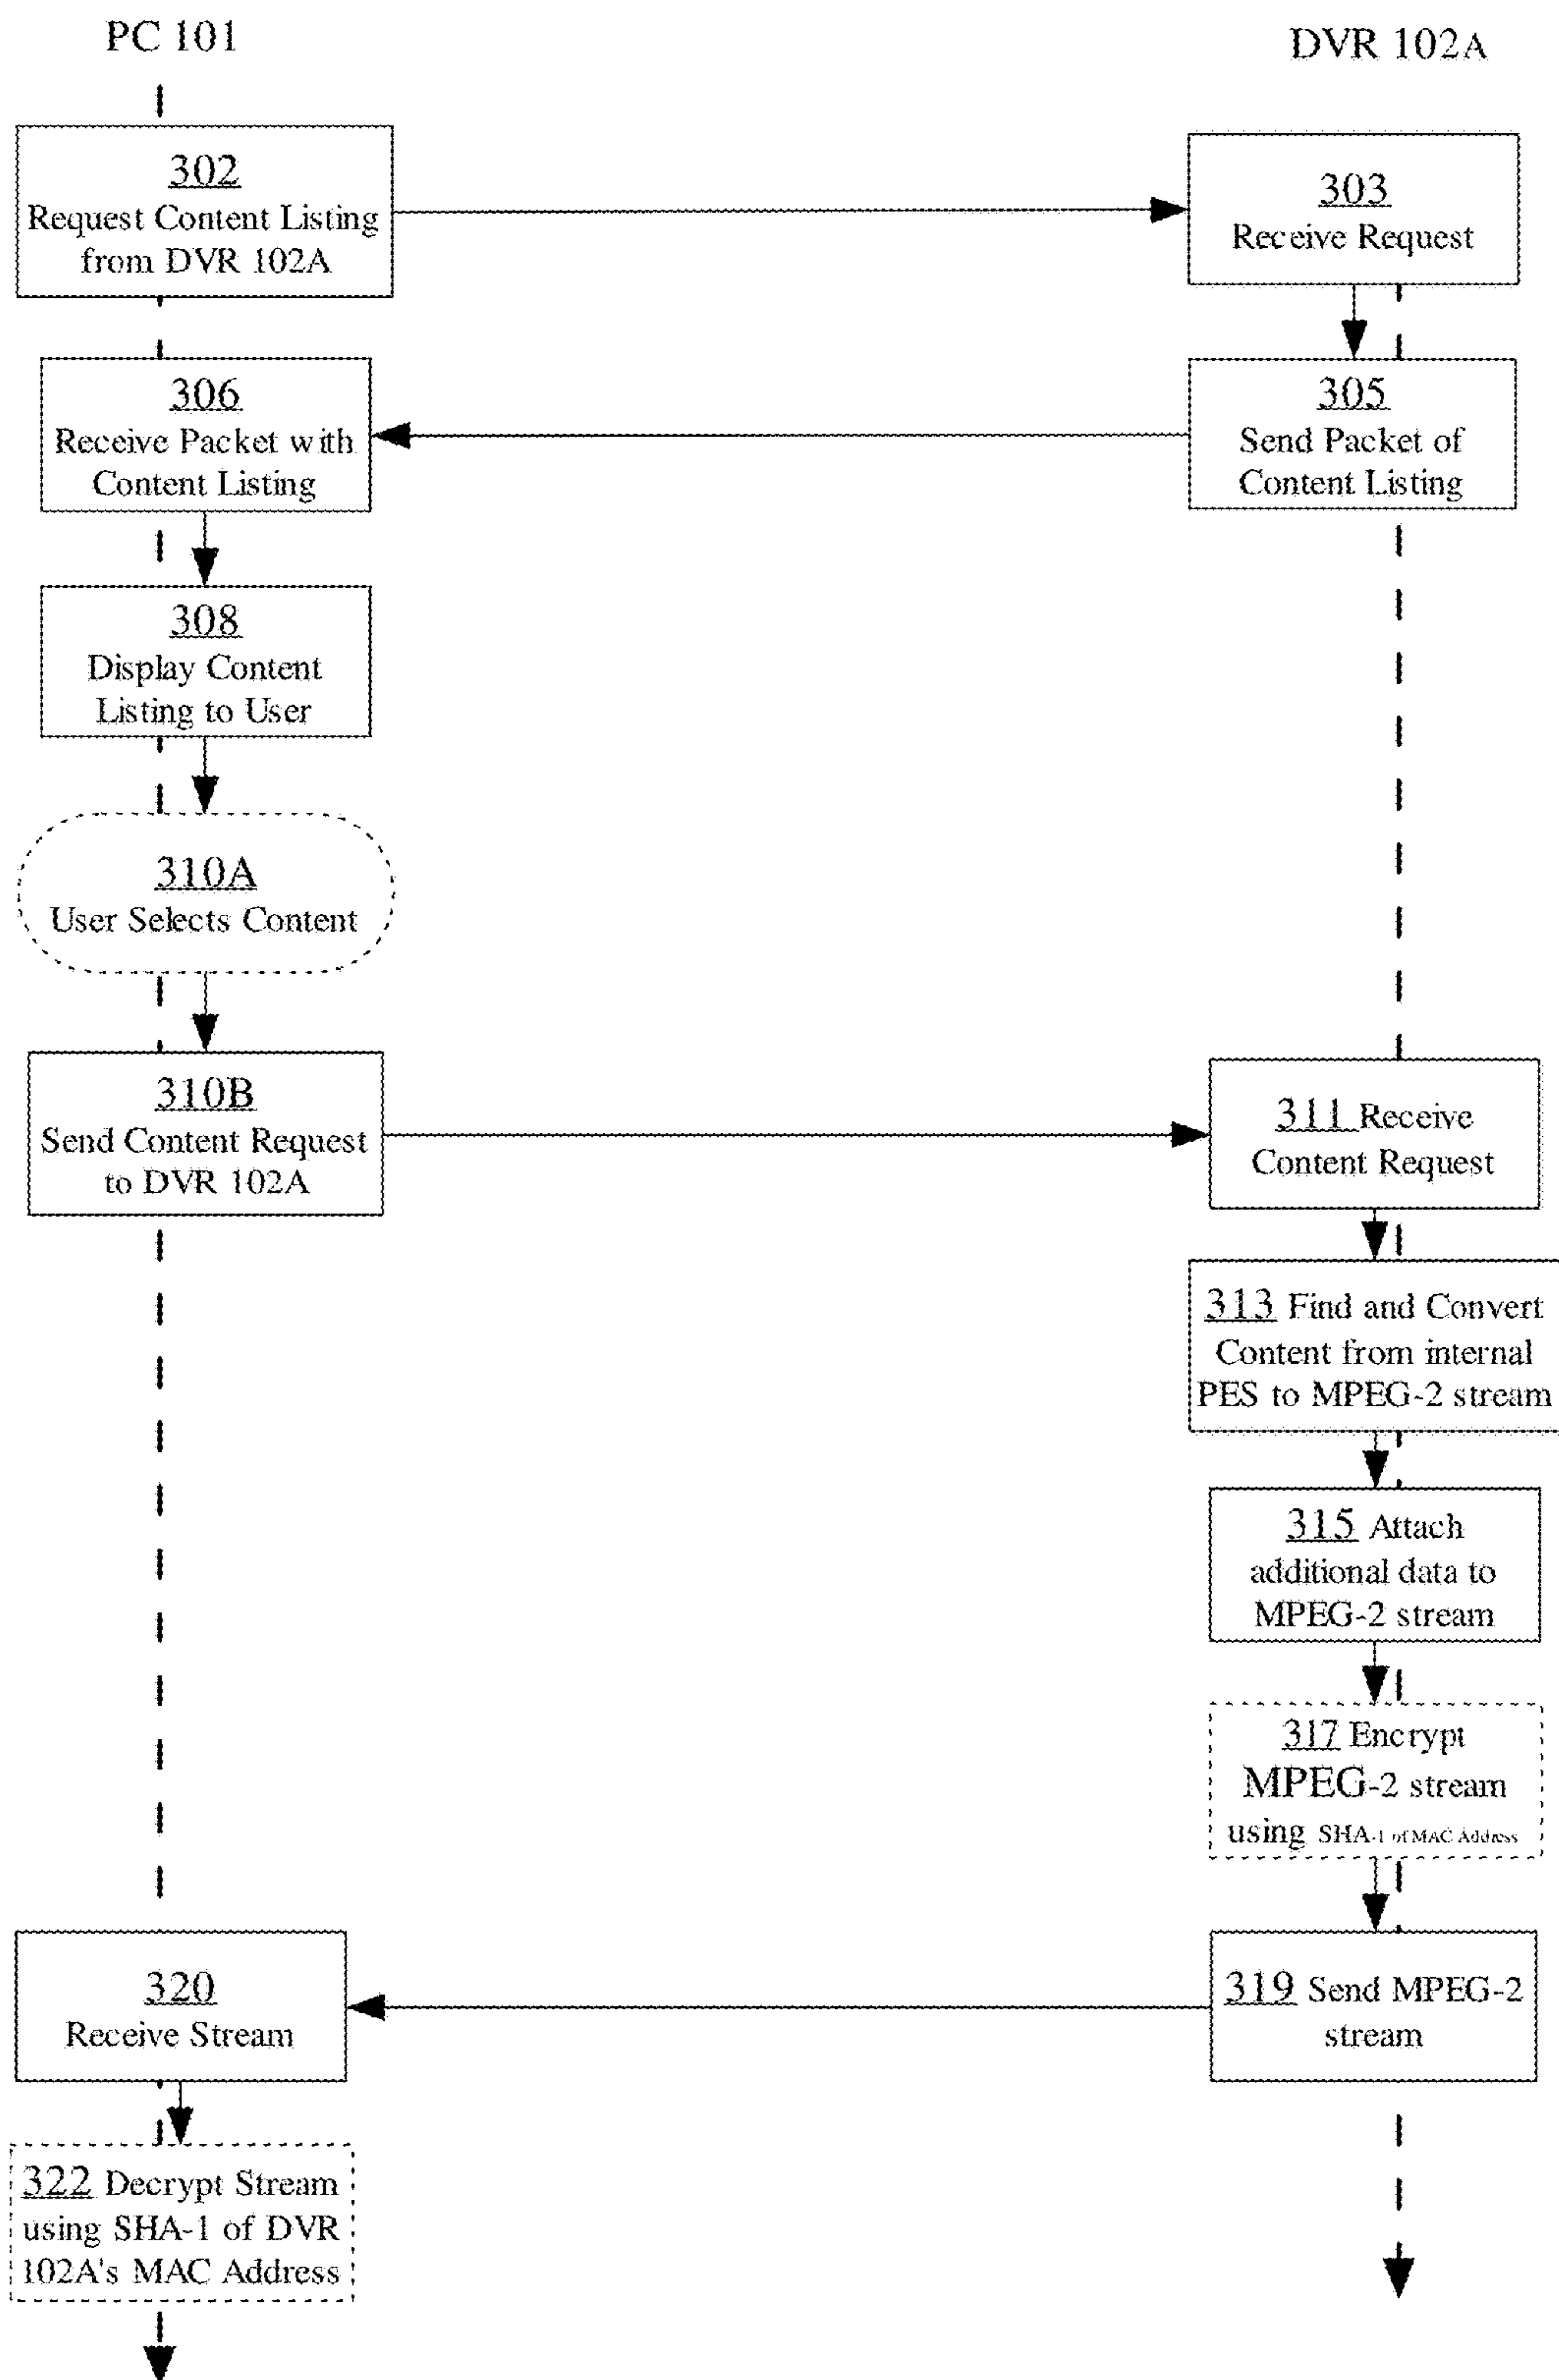 PC 101
DVR 102A
302
Request Content Listing
from DVR 102A
303
Receive Request
306
Receive Packet with
Content Listing
305
Send Packet of
Content Listing
308
Display Content
Listing to User
310A
User Selects Content
310B
Send Content Request
to DVR 102A
311 Receive
Content Request
313 Find and Convert
Content from internal
PES to MPEG-2 stream
315 Attach
additional data to
MPEG-2 stream
317 Encrypt
MPEG-2 stream
using SHA-1 of MAC Address
320
Receive Stream
319 Send MPEG-2
stream
322 Decrypt Stream
using SHA-1 of DVR
102A's MAC Address